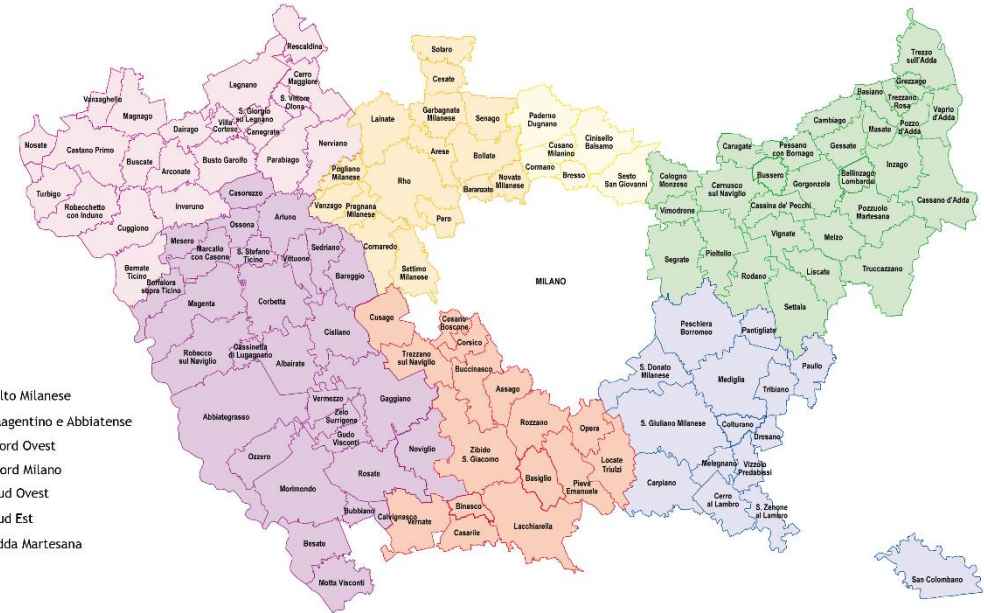 Rescaldina
Legnano
Cerro
Maggiore
S. Vittore
Olona
S. Giorgio
su Legnano
Villa
Cortese
Canegrate
Vanzaghello
Magnago
Dairago
Nosate
Castano Primo
Buscate
Busto Garolfo
Parabiago
Nerviano
Arconate
Turbigo
Robecchetto
con Induno
Inveruno
Cuggiono
Bernate
Ticino
Solaro
Cesate
Lainate
Garbagnate
Milanese
Senago
Arese
Bollate
Pogliano
Milanese
Rho
Baranzate
Novate
Milanese
Vanzago
Pregnana
Milanese
Pero
Cornaredo
Settimo
Milanese
Paderno
Dugnano
Cusano
Milanino
Cinisello
Balsamo
Cormano
Bresso
Sesto
San Giovanni
Trezzo
sull'Adda
Grezzago
Basiano
Trezzano
Rosa
Vaprio
d'Adda
Cambiago
Masate
Pozzo
d'Adda
Carugate
Pessano
con Bornago
Gessate
Inzago
Cologno
Monzese
Bussero
Bellinzago
Lombardo
Cernusco
sul Naviglio
Gorgonzola
Cassano d'Adda
Vimodrone
Cassina de' Pecchi
Pozzuolo
Martesana
Vignate
Melzo
Segrate
Pioltello
Rodano
Liscate
Truccazzano
Settala
Casorezzo
Arluno
Ossona
Mesero
Marcallo
con Casone
S. Stefano
Ticino
Vittuone
Sedriano
Bareggio
Boffalora
sopra Ticino
Magenta
Corbetta
Cisliano
Robecco
sul Naviglio
Cassinetta
di Lugagnano
Albairate
Abbiategrasso
Vermezzo
Zelo
Surrigone
Gaggiano
Gudo
Visconti
Ozzero
Noviglio
Rosate
Morimondo
Bubbiano
Calvignasco
Besate
Motta Visconti
MILANO
Cusago
Cesano
Boscone
Corsico
Trezzano
sul Naviglio
Buccinasco
Assago
Rozzano
Opera
Zibido
S. Giacomo
Locate
Triulzi
Basiglio
Pieve
Emanuele
Binasco
Vernate
Casarile
Lacchiarella
Peschiera
Borromeo
Pantigliate
S. Donato
Milanese
Mediglia
Paullo
Tribiano
S. Giuliano Milanese
Colturano
Dresano
Melegnano
Vizzolo
Predabissi
Carpiano
Cerro
al Lambro
S. Zenone
al Lambro
San Colombano
lto Milanese
agentino e Abbiatense
ord Ovest
ord Milano
ud Ovest
ud Est
dda Martesana